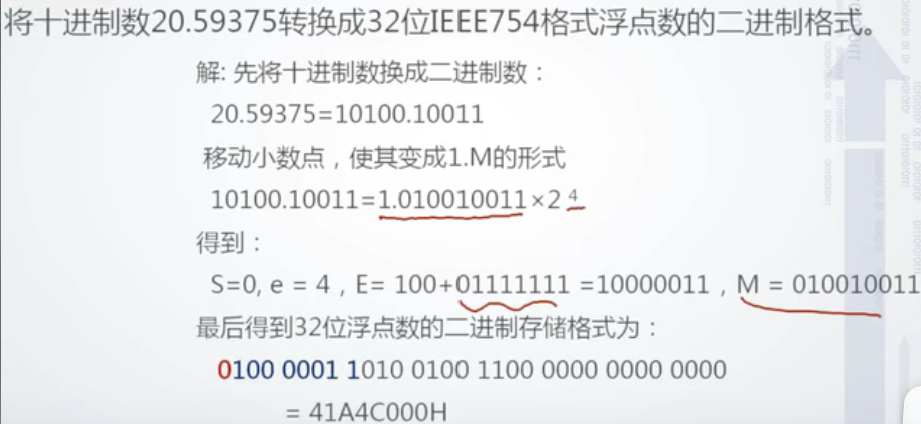 将十进制数20.59375转换成32位IEEE754格式浮点数的二进制格式。
解: 先将十进制数换成二进制数：
20.59375=10100.10011
移动小数点，使其变成1.M的形式
10100.10011=1.010010011×2 4
得到：
S=0, e = 4，E= 100+01111111 =10000011，M = 010010011
最后得到32位浮点数的二进制存储格式为：
0100 0001 1010 0100 1100 0000 0000 0000
= 41A4C000H